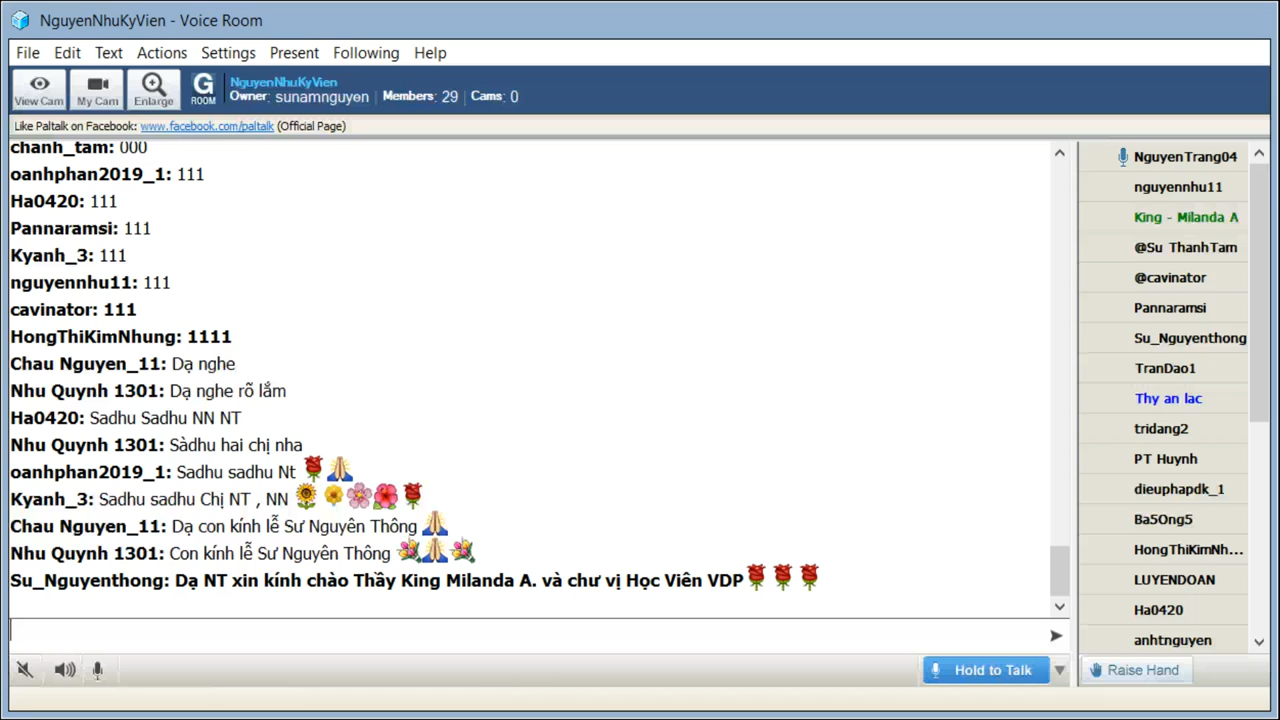 NguyenNhuKyVien - Voice Room
File Edit Text Actions Settings Present Following Help
View Cam
My Cam
Enlarge
G ROOM
NguyenNhuKyVien
Owner: sunamnguyen | Members: 29 | Cams: 0
Like Paltalk on Facebook: www.facebook.com/paltalk (Official Page)
chanh_tam: 000
oanhphan2019_1: 111
Ha0420: 111
Pannaramsi: 111
Kyanh_3: 111
nguyennhu11: 111
cavinator: 111
HongThiKimNhung: 1111
Chau Nguyen_11: Dạ nghe
Nhu Quynh 1301: Dạ nghe rõ lắm
Ha0420: Sadhu Sadhu NN NT
Nhu Quynh 1301: Sàdhu hai chị nha
oanhphan2019_1: Sadhu sadhu Nt 🌹🙏
Kyanh_3: Sadhu sadhu Chị NT , NN 🌻🌼🌸🌺🌹
Chau Nguyen_11: Dạ con kính lễ Sư Nguyên Thông 🙏
Nhu Quynh 1301: Con kính lễ Sư Nguyên Thông 💐🙏💐
Su_Nguyenthong: Dạ NT xin kính chào Thầy King Milanda A. và chư vị Học Viên VDP🌹🌹🌹
Hold to Talk
NguyenTrang04
nguyennhu11
King - Milanda A
@Su ThanhTam
@cavinator
Pannaramsi
Su_Nguyenthong
TranDao1
Thy an lac
tridang2
PT Huynh
dieuphapdk_1
Ba5Ong5
HongThiKimNh...
LUYENDOAN
Ha0420
anhtnguyen
Raise Hand